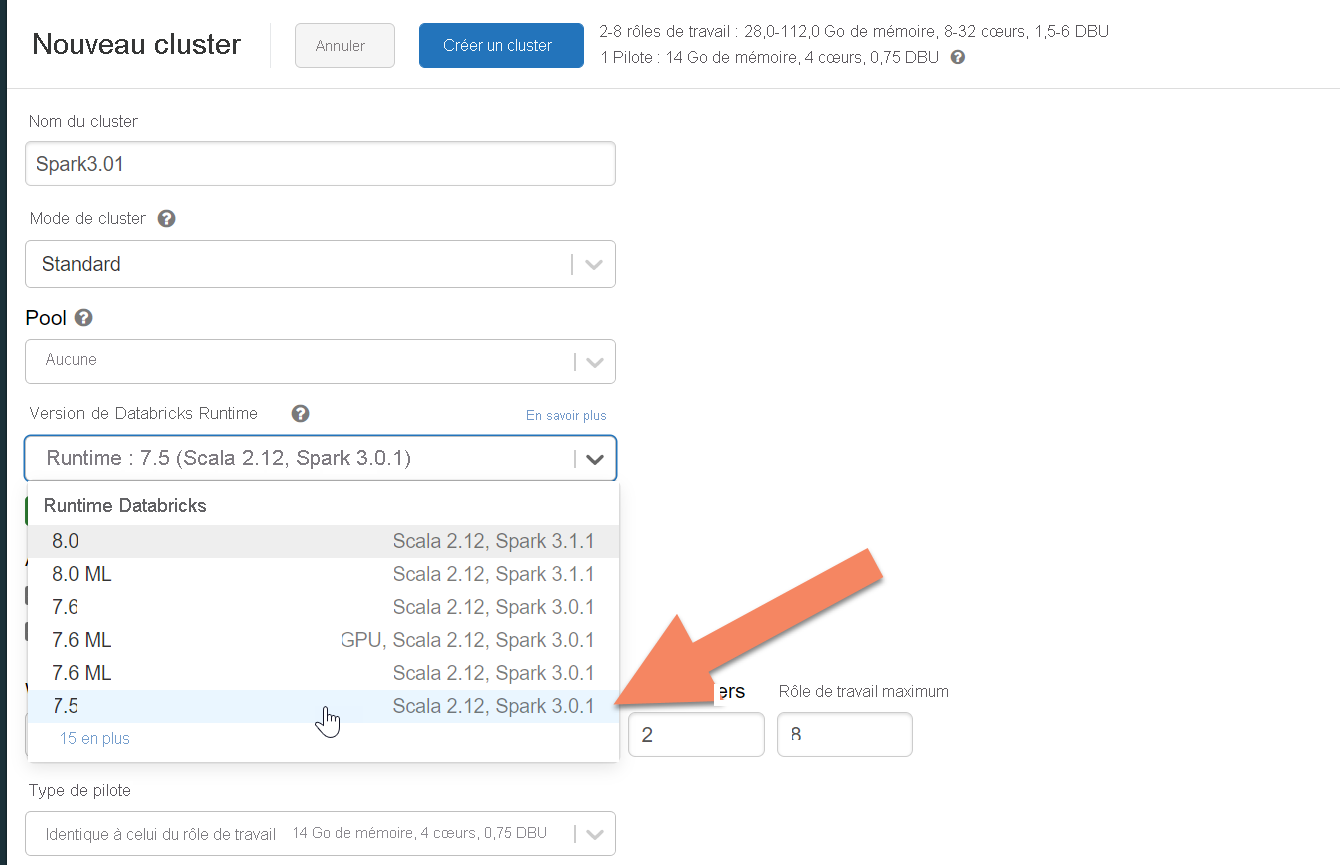 Nouveau cluster
Annuler
Créer un cluster
2-8 rôles de travail : 28,0-112,0 Go de mémoire, 8-32 cœurs, 1,5-6 DBU
1 Pilote : 14 Go de mémoire, 4 cœurs, 0,75 DBU ?
Nom du cluster
Spark3.01
Mode de cluster ?
Standard
Pool ?
Aucune
Version de Databricks Runtime ? En savoir plus
Runtime : 7.5 (Scala 2.12, Spark 3.0.1)
Runtime Databricks
8.0 Scala 2.12, Spark 3.1.1
8.0 ML Scala 2.12, Spark 3.1.1
7.6 Scala 2.12, Spark 3.0.1
7.6 ML GPU, Scala 2.12, Spark 3.0.1
7.6 ML Scala 2.12, Spark 3.0.1
7.5 Scala 2.12, Spark 3.0.1
15 en plus
ers Rôle de travail maximum
2 8
Type de pilote
Identique à celui du rôle de travail 14 Go de mémoire, 4 cœurs, 0,75 DBU